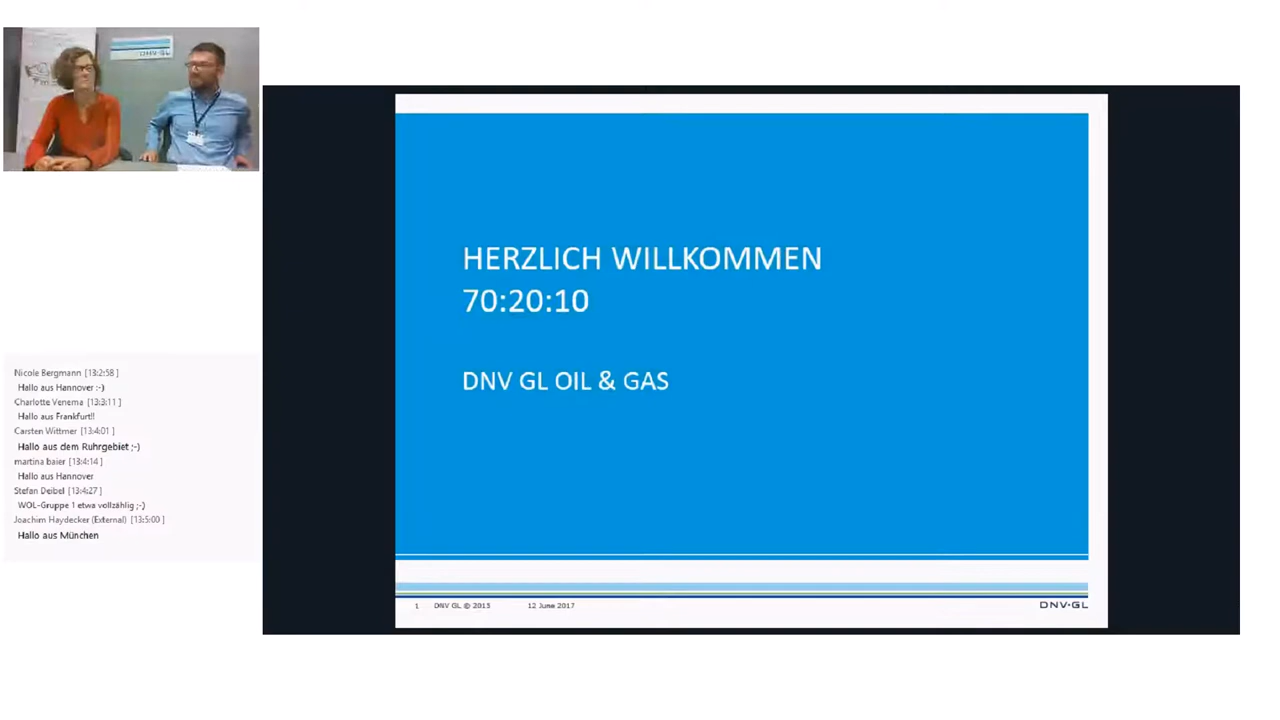 DNV·GL
Nicole Bergmann [13:2:58 ]
Hallo aus Hannover :-)
Charlotte Venema [13:3:11 ]
Hallo aus Frankfurt!!
Carsten Wittmer [13:4:01 ]
Hallo aus dem Ruhrgebiet ;-)
martina baier [13:4:14 ]
Hallo aus Hannover
Stefan Deibel [13:4:27 ]
WOL-Gruppe 1 etwa vollzählig ;-)
Joachim Haydecker (External) [13:5:00 ]
Hallo aus München
HERZLICH WILLKOMMEN
70:20:10
DNV GL OIL & GAS
1 DNV GL © 2015 12 June 2017
DNV·GL